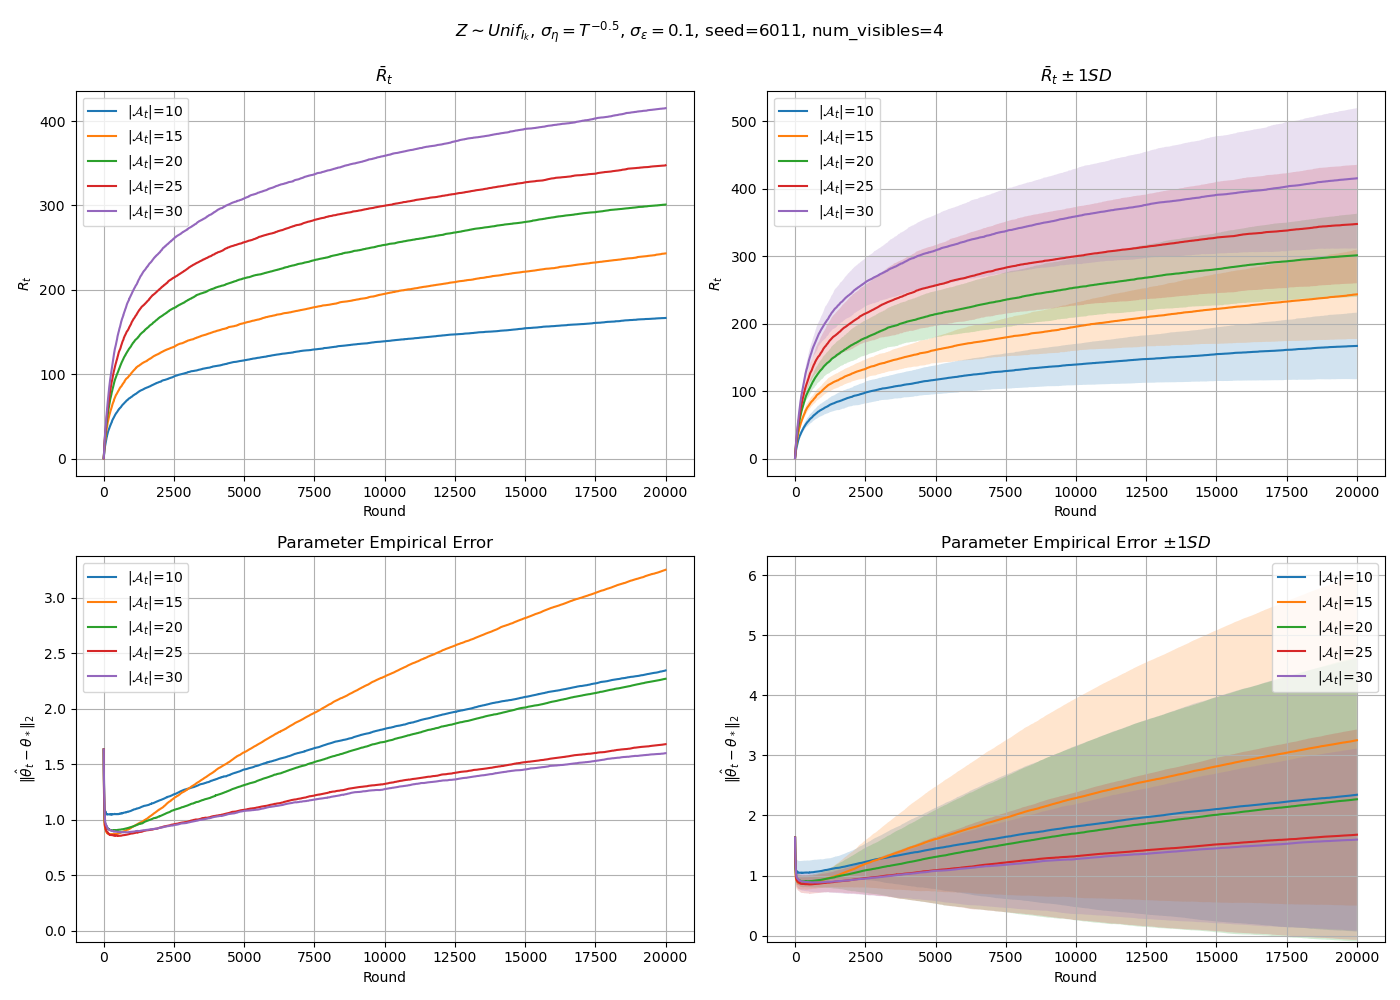 Z ∼ Unif_{I_k}, σ_η = T^{−0.5}, σ_ε = 0.1, seed=6011, num_visibles=4
R̄_t
R̄_t ± 1SD
|𝒜_t|=10
|𝒜_t|=15
|𝒜_t|=20
|𝒜_t|=25
|𝒜_t|=30
R_t
400
300
200
100
0
0 2500 5000 7500 10000 12500 15000 17500 20000
Round
|𝒜_t|=10
|𝒜_t|=15
|𝒜_t|=20
|𝒜_t|=25
|𝒜_t|=30
R_t
500
400
300
200
100
0
0 2500 5000 7500 10000 12500 15000 17500 20000
Round
Parameter Empirical Error
|𝒜_t|=10
|𝒜_t|=15
|𝒜_t|=20
|𝒜_t|=25
|𝒜_t|=30
‖θ̂_t − θ_*‖_2
3.0
2.5
2.0
1.5
1.0
0.5
0.0
0 2500 5000 7500 10000 12500 15000 17500 20000
Round
Parameter Empirical Error ±1SD
|𝒜_t|=10
|𝒜_t|=15
|𝒜_t|=20
|𝒜_t|=25
|𝒜_t|=30
‖θ̂_t − θ_*‖_2
6
5
4
3
2
1
0
0 2500 5000 7500 10000 12500 15000 17500 20000
Round